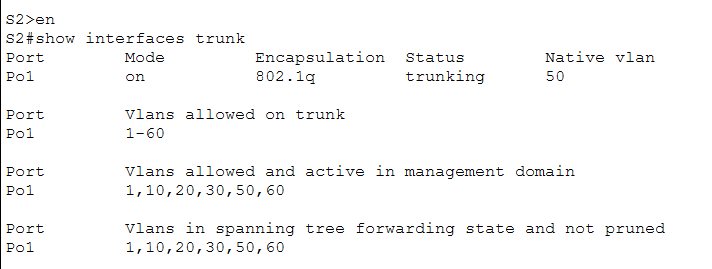 S2>en
S2#show interfaces trunk
Port        Mode         Encapsulation  Status        Native vlan
Po1         on           802.1q         trunking      50
Port        Vlans allowed on trunk
Po1         1-60
Port        Vlans allowed and active in management domain
Po1         1,10,20,30,50,60
Port        Vlans in spanning tree forwarding state and not pruned
Po1         1,10,20,30,50,60